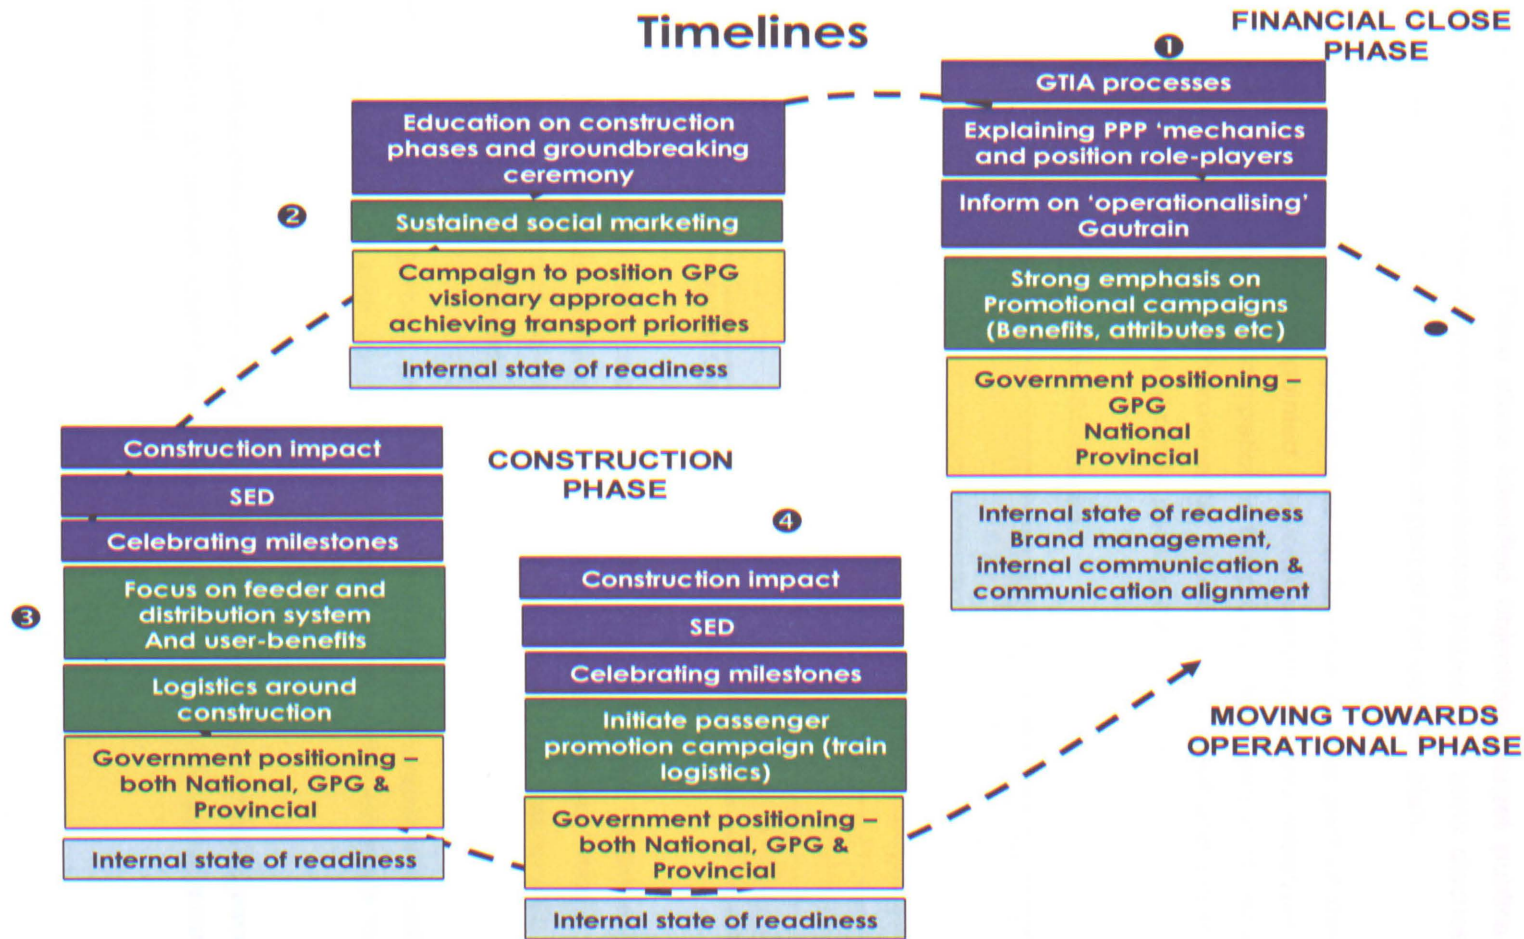 Timelines
FINANCIAL CLOSE
PHASE
❶
GTIA processes
Explaining PPP ‘mechanics
and position role-players
Inform on ‘operationalising’
Gautrain
Strong emphasis on
Promotional campaigns
(Benefits, attributes etc)
Government positioning –
GPG
National
Provincial
Internal state of readiness
Brand management,
internal communication &
communication alignment
❷
Education on construction
phases and groundbreaking
ceremony
Sustained social marketing
Campaign to position GPG
visionary approach to
achieving transport priorities
Internal state of readiness
CONSTRUCTION
PHASE
❸
Construction impact
SED
Celebrating milestones
Focus on feeder and
distribution system
And user-benefits
Logistics around
construction
Government positioning –
both National, GPG &
Provincial
Internal state of readiness
❹
Construction impact
SED
Celebrating milestones
Initiate passenger
promotion campaign (train
logistics)
Government positioning –
both National, GPG &
Provincial
Internal state of readiness
MOVING TOWARDS
OPERATIONAL PHASE